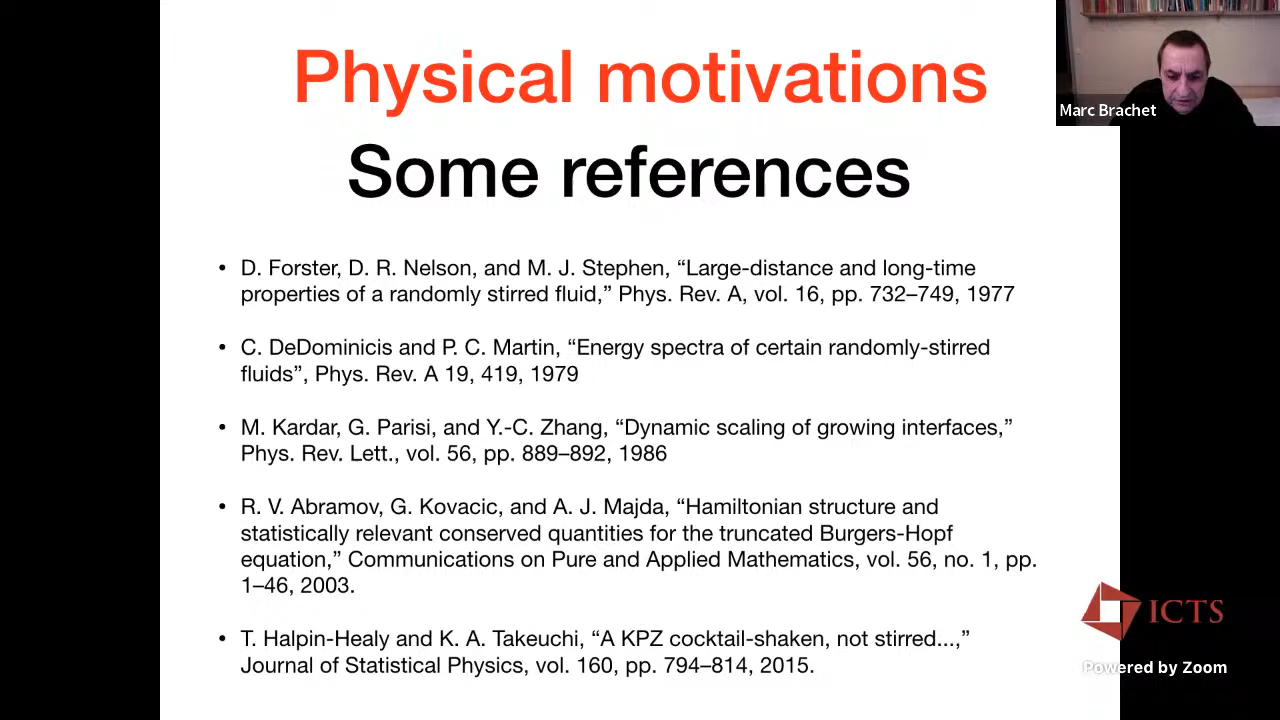 Physical motivations
Marc Brachet
Some references
• D. Forster, D. R. Nelson, and M. J. Stephen, “Large-distance and long-time
properties of a randomly stirred fluid,” Phys. Rev. A, vol. 16, pp. 732–749, 1977
• C. DeDominicis and P. C. Martin, “Energy spectra of certain randomly-stirred
fluids”, Phys. Rev. A 19, 419, 1979
• M. Kardar, G. Parisi, and Y.-C. Zhang, “Dynamic scaling of growing interfaces,”
Phys. Rev. Lett., vol. 56, pp. 889–892, 1986
• R. V. Abramov, G. Kovacic, and A. J. Majda, “Hamiltonian structure and
statistically relevant conserved quantities for the truncated Burgers-Hopf
equation,” Communications on Pure and Applied Mathematics, vol. 56, no. 1, pp.
1–46, 2003.
• T. Halpin-Healy and K. A. Takeuchi, “A KPZ cocktail-shaken, not stirred...,”
Journal of Statistical Physics, vol. 160, pp. 794–814, 2015.
ICTS
Powered by Zoom